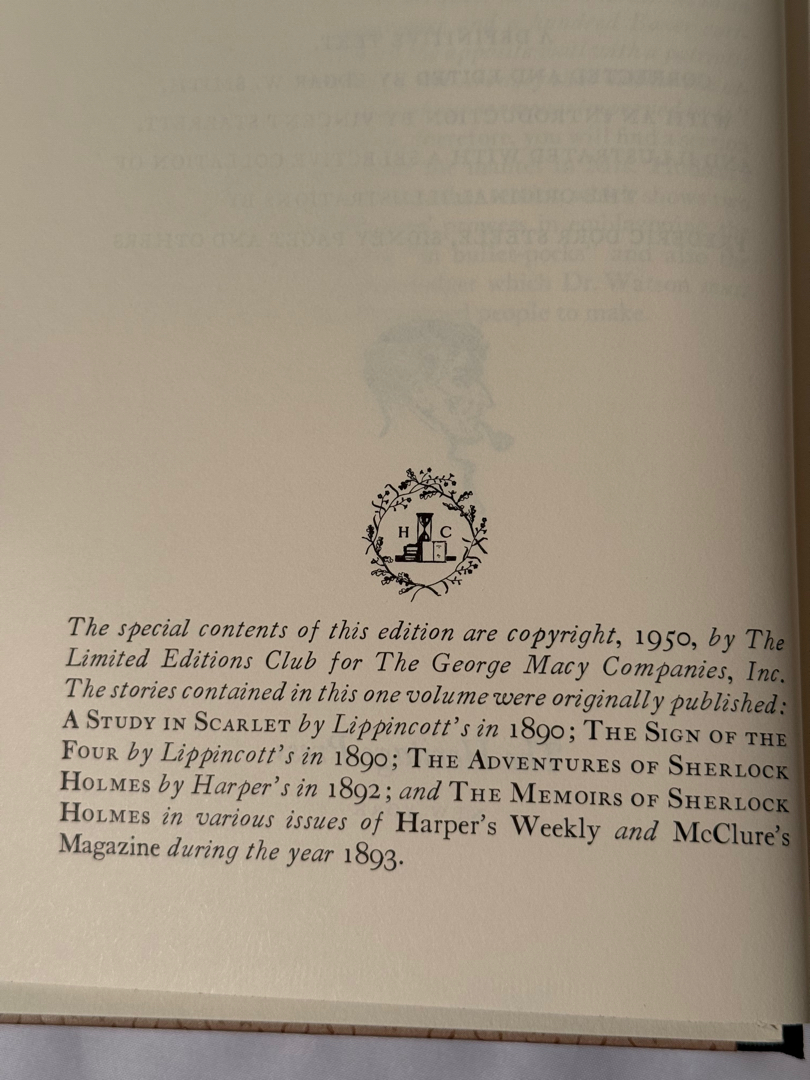 H C
The special contents of this edition are copyright, 1950, by The
Limited Editions Club for The George Macy Companies, Inc.
The stories contained in this one volume were originally published:
A STUDY IN SCARLET by Lippincott's in 1890; THE SIGN OF THE
FOUR by Lippincott's in 1890; THE ADVENTURES OF SHERLOCK
HOLMES by Harper's in 1892; and THE MEMOIRS OF SHERLOCK
HOLMES in various issues of Harper's Weekly and McClure's
Magazine during the year 1893.